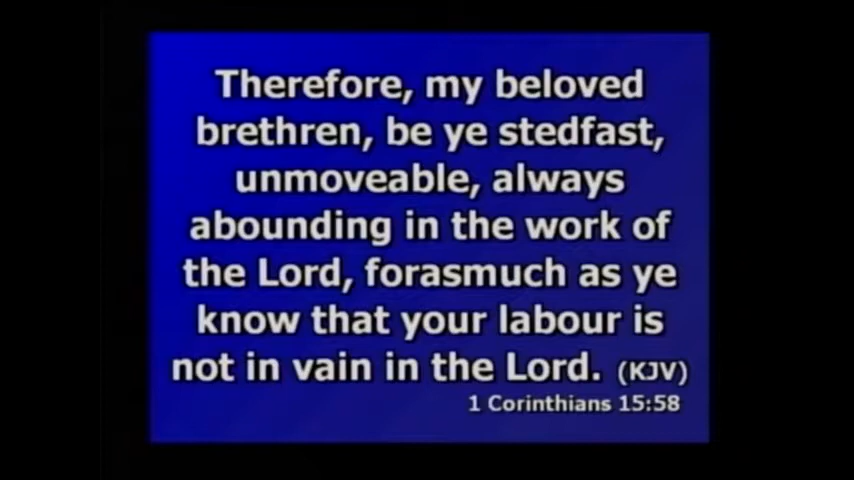 Therefore, my beloved
brethren, be ye stedfast,
unmoveable, always
abounding in the work of
the Lord, forasmuch as ye
know that your labour is
not in vain in the Lord. (KJV)
1 Corinthians 15:58